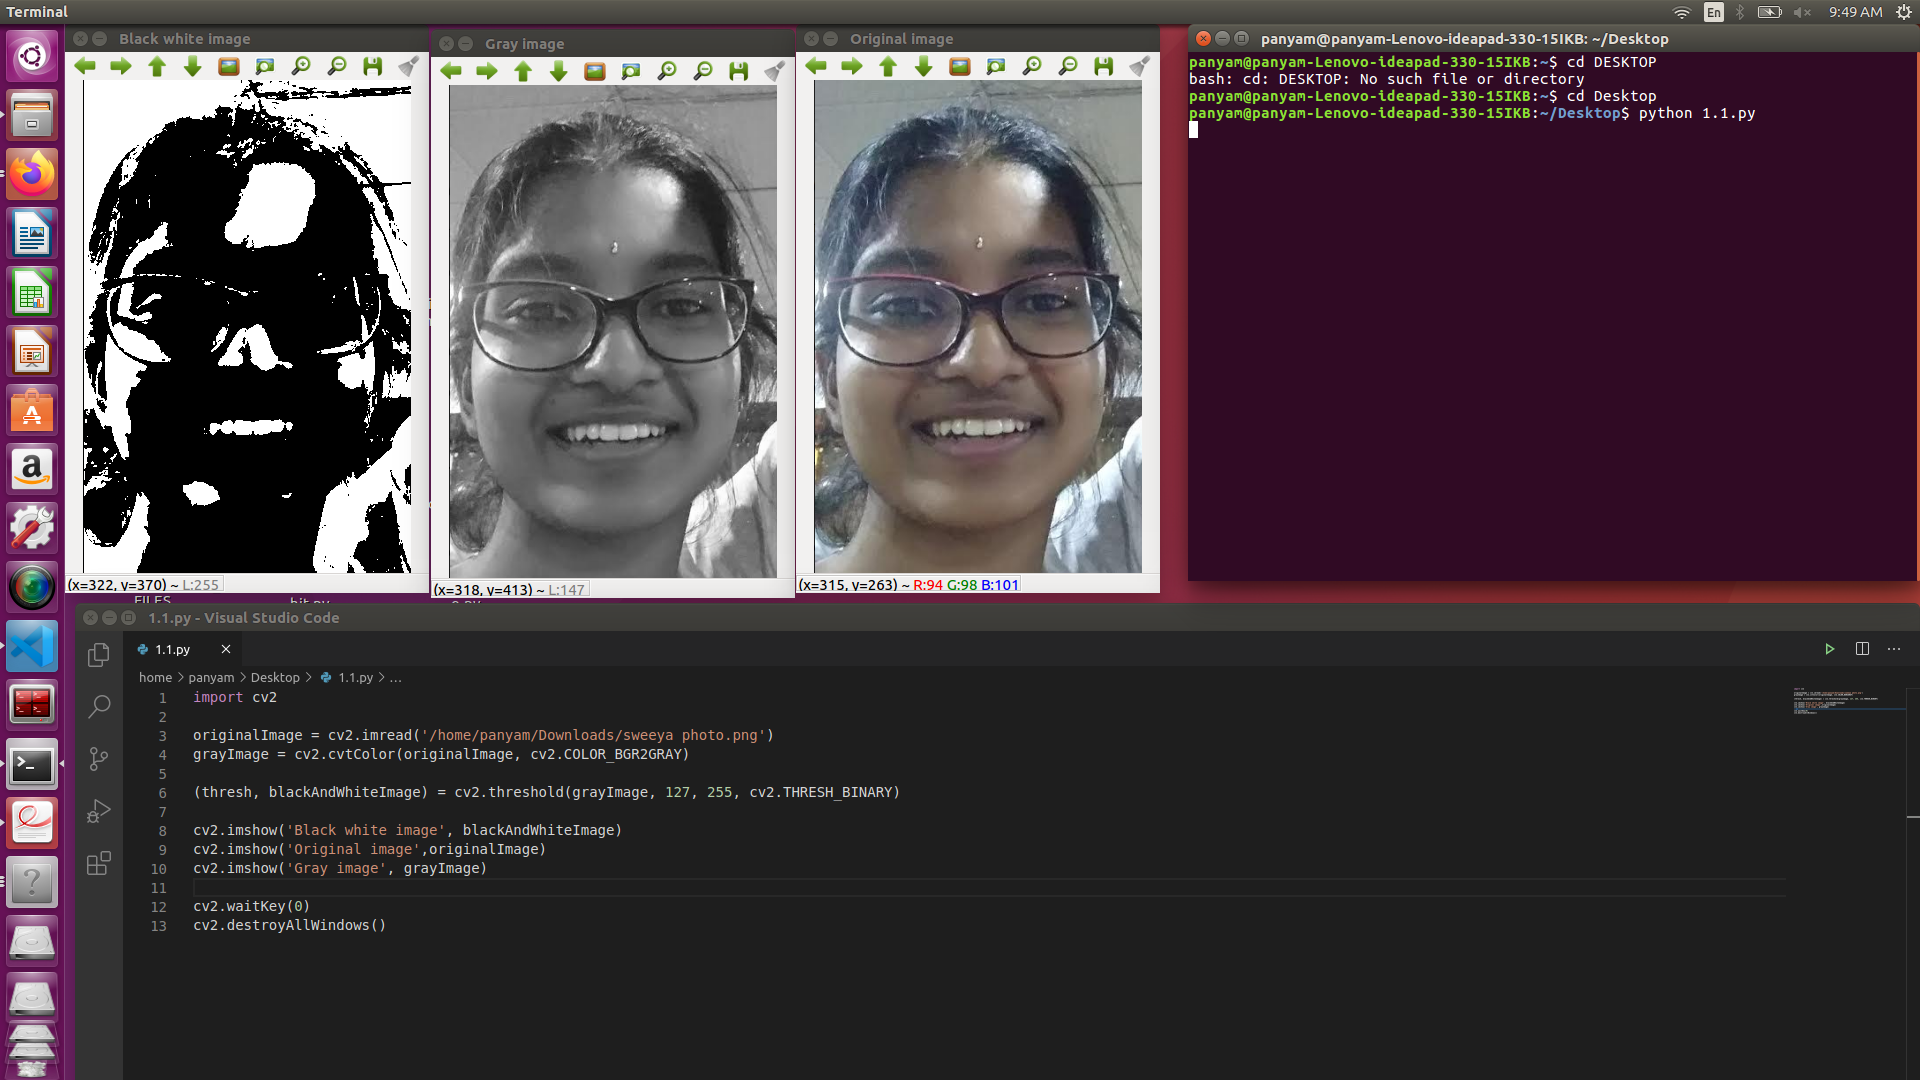 Terminal
En
9:49 AM
Black white image
Gray image
Original image
(x=322, y=370) ~ L:255
(x=318, y=413) ~ L:147
(x=315, y=263) ~ R:94 G:98 B:101
panyam@panyam-Lenovo-ideapad-330-15IKB: ~/Desktop
panyam@panyam-Lenovo-ideapad-330-15IKB:~$ cd DESKTOP
bash: cd: DESKTOP: No such file or directory
panyam@panyam-Lenovo-ideapad-330-15IKB:~$ cd Desktop
panyam@panyam-Lenovo-ideapad-330-15IKB:~/Desktop$ python 1.1.py
FILES
1.1.py - Visual Studio Code
1.1.py
home > panyam > Desktop > 1.1.py > ...
1 import cv2
2
3 originalImage = cv2.imread('/home/panyam/Downloads/sweeya photo.png')
4 grayImage = cv2.cvtColor(originalImage, cv2.COLOR_BGR2GRAY)
5
6 (thresh, blackAndWhiteImage) = cv2.threshold(grayImage, 127, 255, cv2.THRESH_BINARY)
7
8 cv2.imshow('Black white image', blackAndWhiteImage)
9 cv2.imshow('Original image',originalImage)
10 cv2.imshow('Gray image', grayImage)
11
12 cv2.waitKey(0)
13 cv2.destroyAllWindows()